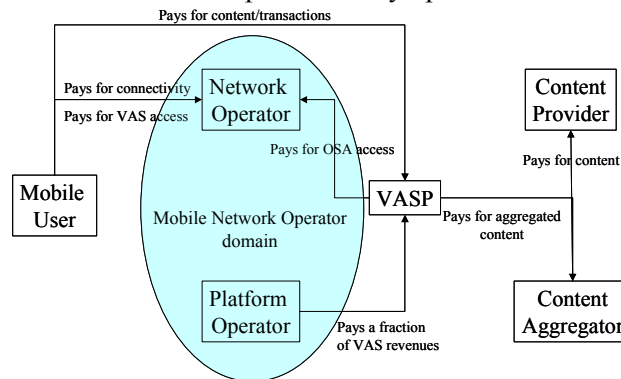 Pays for content/transactions
Pays for connectivity
Pays for VAS access
Network
Operator
Content
Provider
Pays for OSA access
Pays for content
Mobile
User
VASP
Mobile Network Operator
domain
Pays for aggregated
content
Platform
Operator
Pays a fraction
of VAS revenues
Content
Aggregator